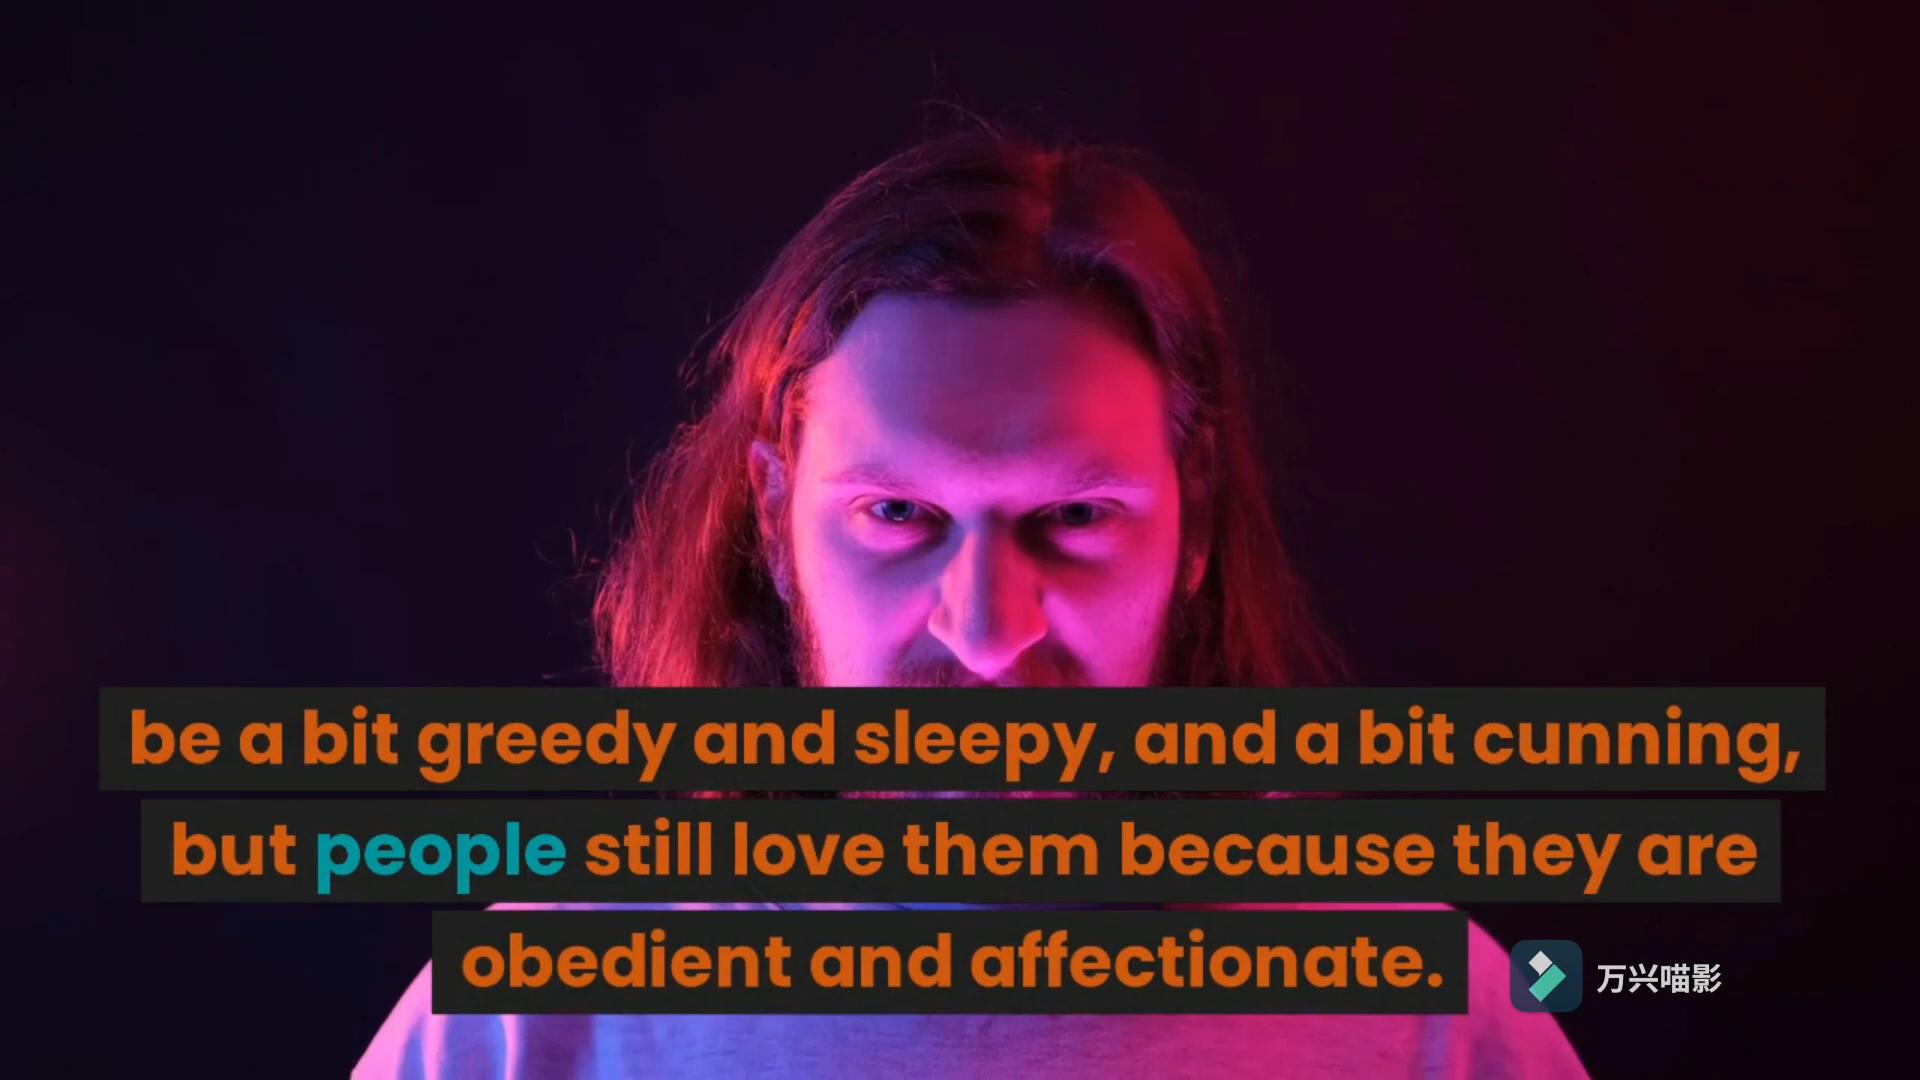 be a bit greedy and sleepy, and a bit cunning,
but people still love them because they are
obedient and affectionate.
万兴喵影